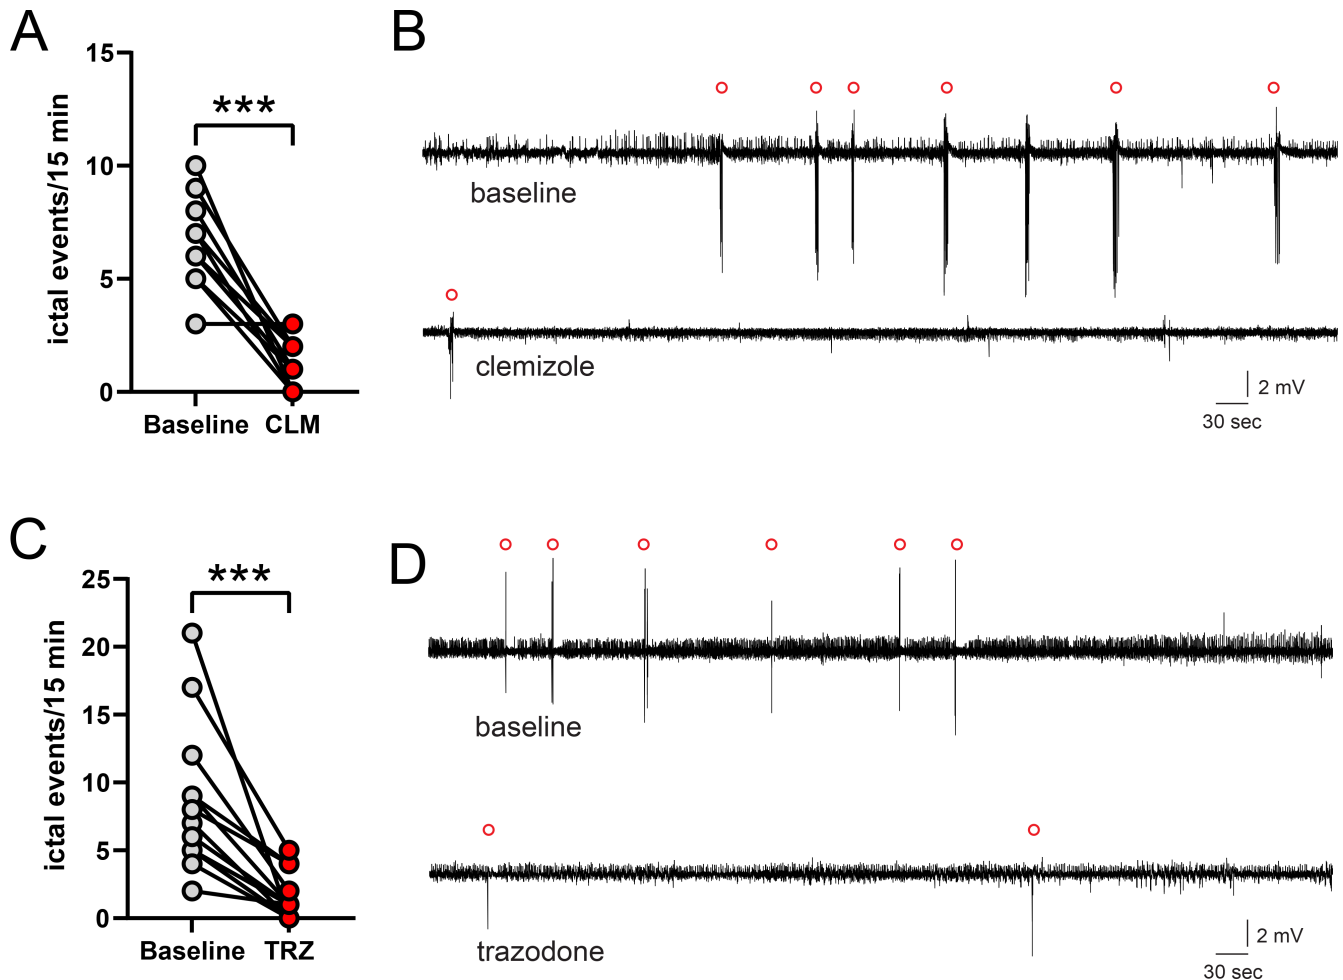 A
15
10
5
0
ictal events/15 min
***
Baseline CLM
B
baseline
clemizole
2 mV
30 sec
C
25
20
15
10
5
0
ictal events/15 min
***
Baseline TRZ
D
baseline
trazodone
2 mV
30 sec